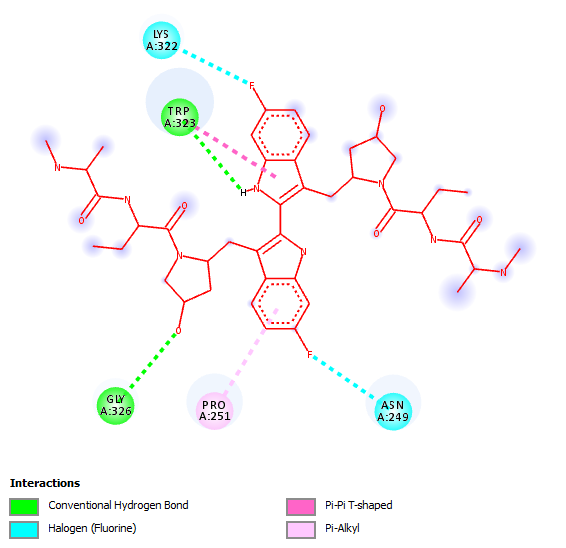 LYS
A:322
F
TRP
A:323
O
H
N
N
N
O
N
O
O
N
O
N
O
N
N
N
O
F
GLY
A:326
PRO
A:251
ASN
A:249
Interactions
Conventional Hydrogen Bond
Halogen (Fluorine)
Pi-Pi T-shaped
Pi-Alkyl